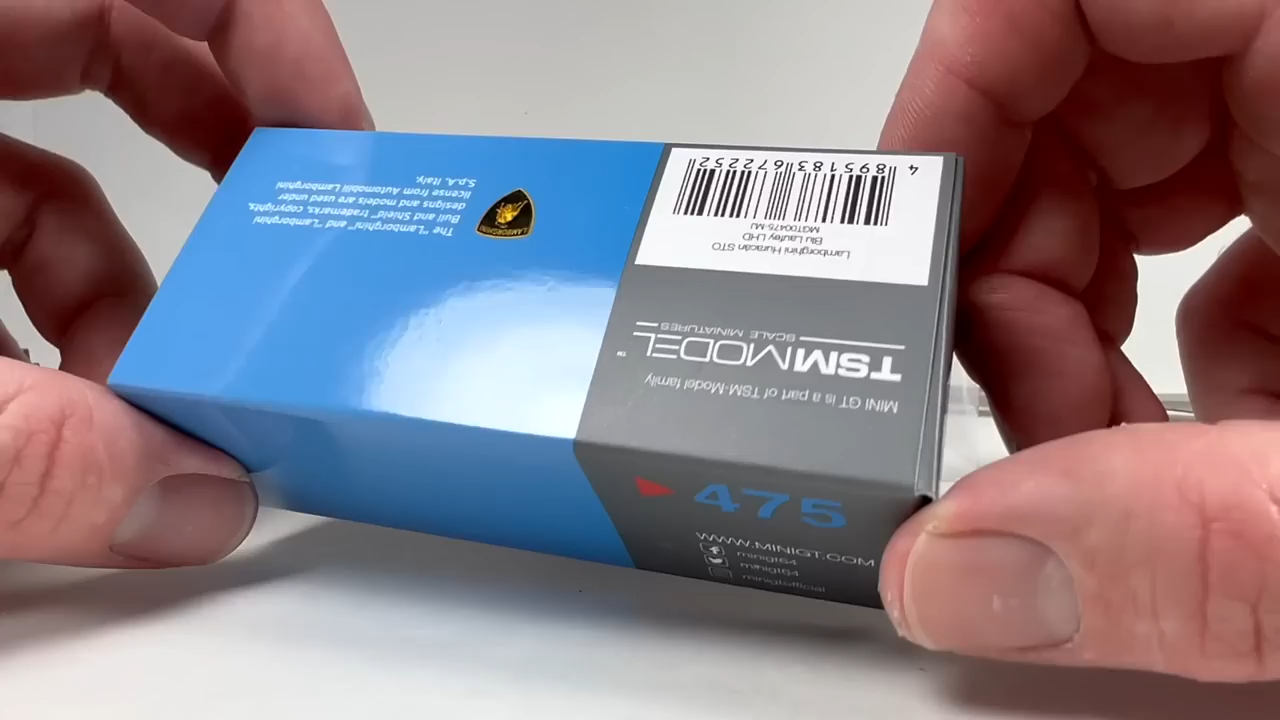 The "Lamborghini" and "Lamborghini
Bull and Shield" trademarks, copyrights,
designs and models are used under
license from Automobili Lamborghini
S.p.A. Italy.
LAMBORGHINI
MINI GT is a part of TSM-Model family
TSMMODEL™
SCALE MINIATURES
Lamborghini Huracán STO
Blu Laufey LHD
MGT00475-MJ
4 895183 672252
475
WWW.MINIGT.COM
minigt64
minigt64
minigtofficial